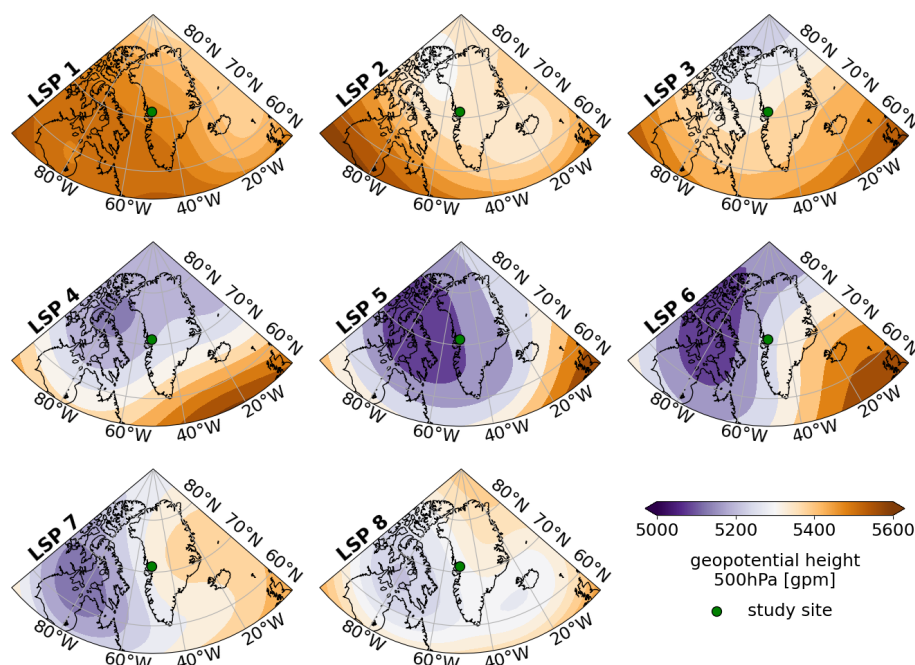 LSP 1
80°N
70°N
60°N
80°W
60°W
40°W
20°W
LSP 2
80°N
70°N
60°N
80°W
60°W
40°W
20°W
LSP 3
80°N
70°N
60°N
80°W
60°W
40°W
20°W
LSP 4
80°N
70°N
60°N
80°W
60°W
40°W
20°W
LSP 5
80°N
70°N
60°N
80°W
60°W
40°W
20°W
LSP 6
80°N
70°N
60°N
80°W
60°W
40°W
20°W
LSP 7
80°N
70°N
60°N
80°W
60°W
40°W
20°W
LSP 8
80°N
70°N
60°N
80°W
60°W
40°W
20°W
5000 5200 5400 5600
geopotential height
500hPa [gpm]
study site